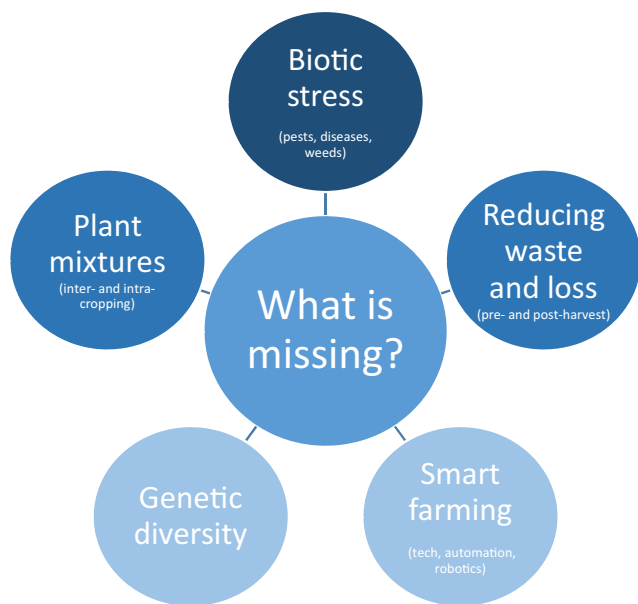 Biotic
stress
(pests, diseases,
weeds)
Plant
mixtures
(inter- and intra-
cropping)
Reducing
waste
and loss
(pre- and post-harvest)
What is
missing?
Genetic
diversity
Smart
farming
(tech, automation,
robotics)